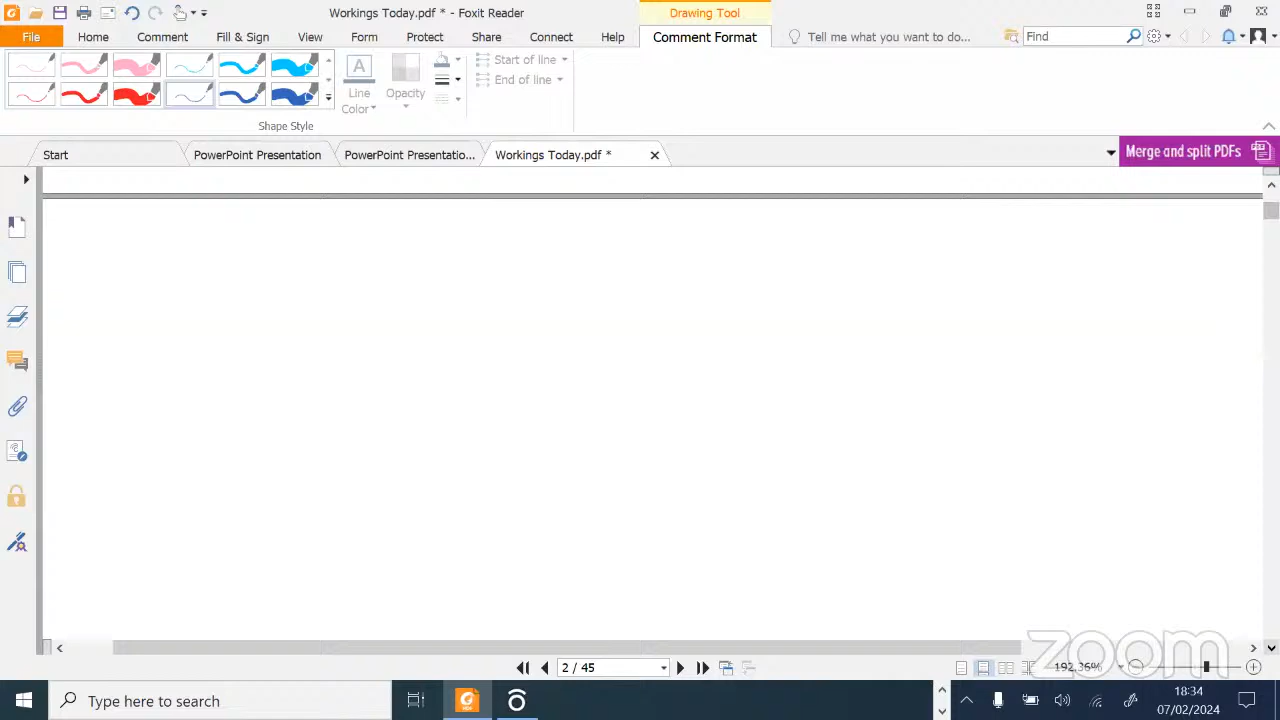 Workings Today.pdf * - Foxit Reader
Drawing Tool
File
Home
Comment
Fill & Sign
View
Form
Protect
Share
Connect
Help
Comment Format
Tell me what you want to do...
Find
Line
Color
Opacity
Start of line
End of line
Shape Style
Start
PowerPoint Presentation
PowerPoint Presentatio...
Workings Today.pdf *
Merge and split PDFs
2 / 45
192.36%
zoom
Type here to search
18:34
07/02/2024